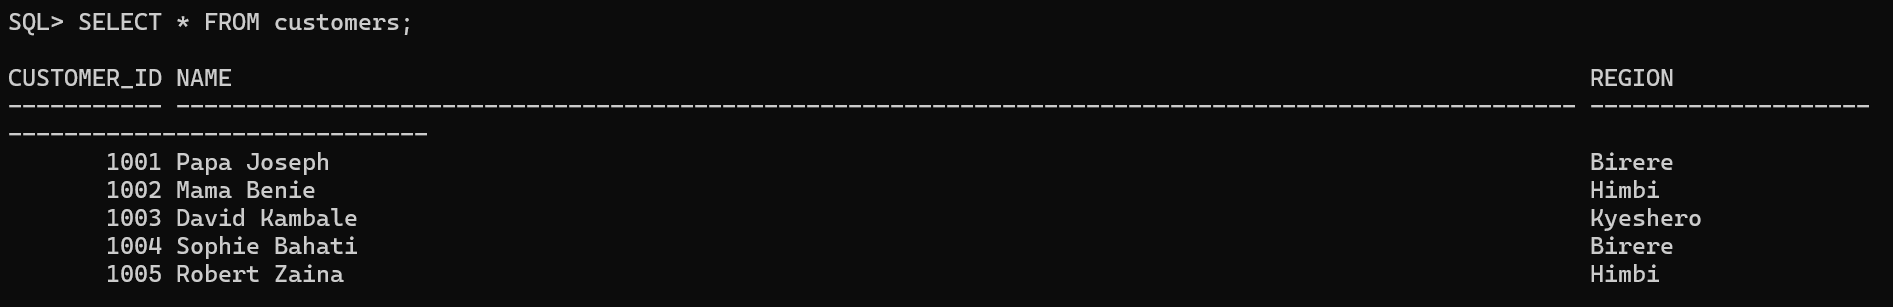 SQL> SELECT * FROM customers;
CUSTOMER_ID NAME REGION
----------- ---------------------------------------------------------------------------------------------------- --------------------
------------------------------
1001 Papa Joseph Birere
1002 Mama Benie Himbi
1003 David Kambale Kyeshero
1004 Sophie Bahati Birere
1005 Robert Zaina Himbi